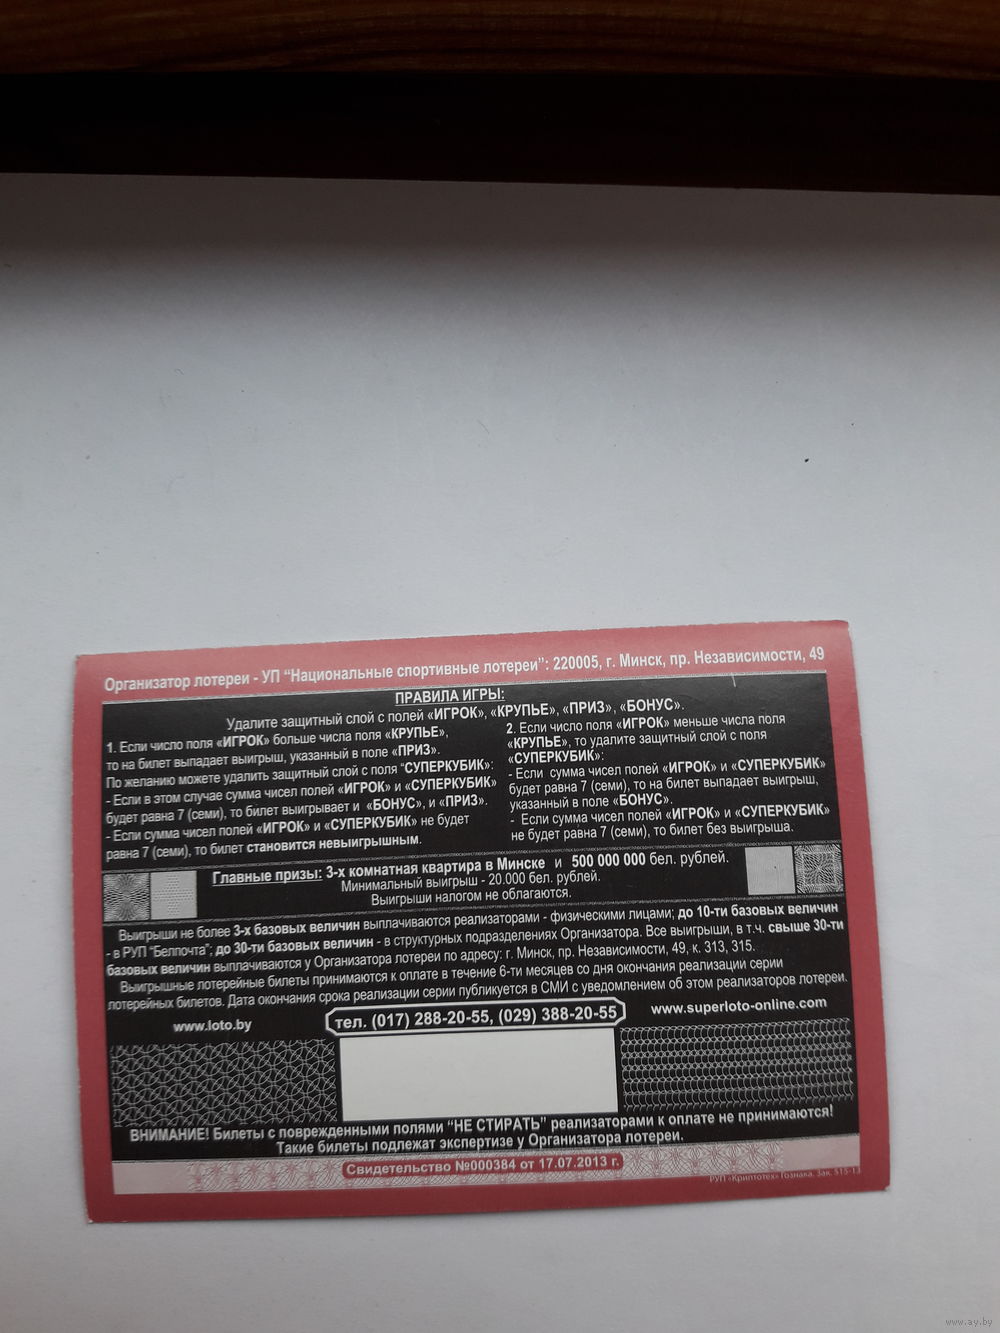 Организатор лотереи - УП “Национальные спортивные лотереи”: 220005, г. Минск, пр. Независимости, 49
ПРАВИЛА ИГРЫ:
Удалите защитный слой с полей «ИГРОК», «КРУПЬЕ», «ПРИЗ», «БОНУС».
1. Если число поля «ИГРОК» больше числа поля «КРУПЬЕ»,
то на билет выпадает выигрыш, указанный в поле «ПРИЗ».
По желанию можете удалить защитный слой с поля “СУПЕРКУБИК»:
- Если в этом случае сумма чисел полей «ИГРОК» и «СУПЕРКУБИК»
будет равна 7 (семи), то билет выигрывает и «БОНУС», и «ПРИЗ».
- Если сумма чисел полей «ИГРОК» и «СУПЕРКУБИК» не будет
равна 7 (семи), то билет становится невыигрышным.
2. Если число поля «ИГРОК» меньше числа поля
«КРУПЬЕ», то удалите защитный слой с поля
«СУПЕРКУБИК»:
- Если сумма чисел полей «ИГРОК» и «СУПЕРКУБИК»
будет равна 7 (семи), то на билет выпадает выигрыш,
указанный в поле «БОНУС».
- Если сумма чисел полей «ИГРОК» и «СУПЕРКУБИК»
не будет равна 7 (семи), то билет без выигрыша.
Главные призы: 3-х комнатная квартира в Минске и 500 000 000 бел. рублей.
Минимальный выигрыш - 20.000 бел. рублей.
Выигрыши налогом не облагаются.
Выигрыши не более 3-х базовых величин выплачиваются реализаторами - физическими лицами; до 10-ти базовых величин
- в РУП “Белпочта”; до 30-ти базовых величин - в структурных подразделениях Организатора. Все выигрыши, в т.ч. свыше 30-ти
базовых величин выплачиваются у Организатора лотереи по адресу: г. Минск, пр. Независимости, 49, к. 313, 315.
Выигрышные лотерейные билеты принимаются к оплате в течение 6-ти месяцев со дня окончания реализации серии
лотерейных билетов. Дата окончания срока реализации серии публикуется в СМИ с уведомлением об этом реализаторов лотереи.
www.loto.by
тел. (017) 288-20-55, (029) 388-20-55
www.superloto-online.com
ВНИМАНИЕ! Билеты с поврежденными полями “НЕ СТИРАТЬ” реализаторами к оплате не принимаются!
Такие билеты подлежат экспертизе у Организатора лотереи.
Свидетельство №000384 от 17.07.2013 г.
РУП «Криптотех» Гознака. Зак. 515-13
www.ay.by